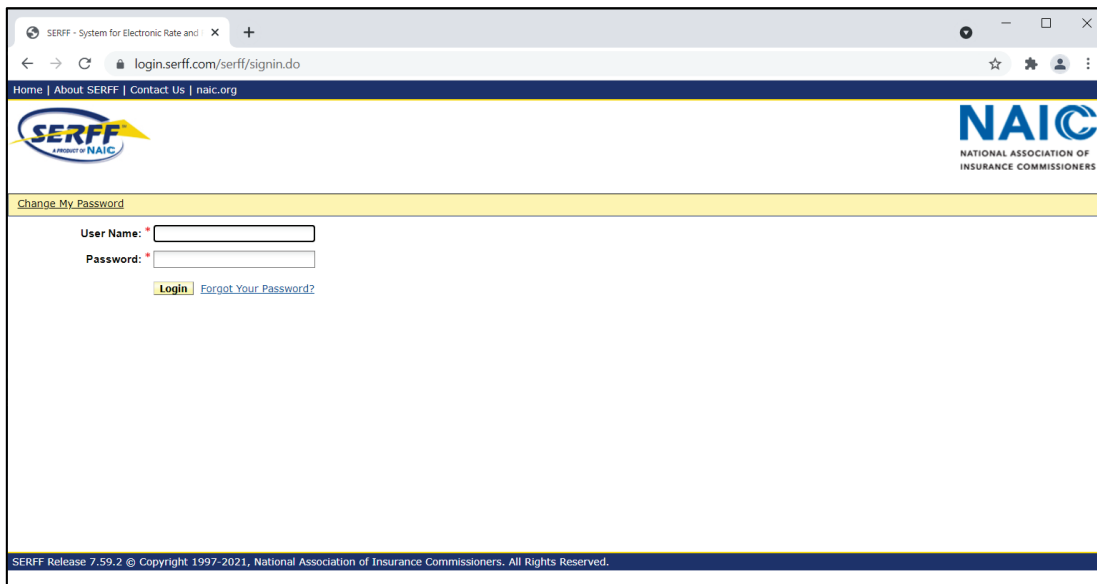 SERFF - System for Electronic Rate and
login.serff.com/serff/signin.do
Home | About SERFF | Contact Us | naic.org
SERFF
A PRODUCT OF NAIC
NAIC
NATIONAL ASSOCIATION OF
INSURANCE COMMISSIONERS
Change My Password
User Name: *
Password: *
Login Forgot Your Password?
SERFF Release 7.59.2 © Copyright 1997-2021, National Association of Insurance Commissioners. All Rights Reserved.